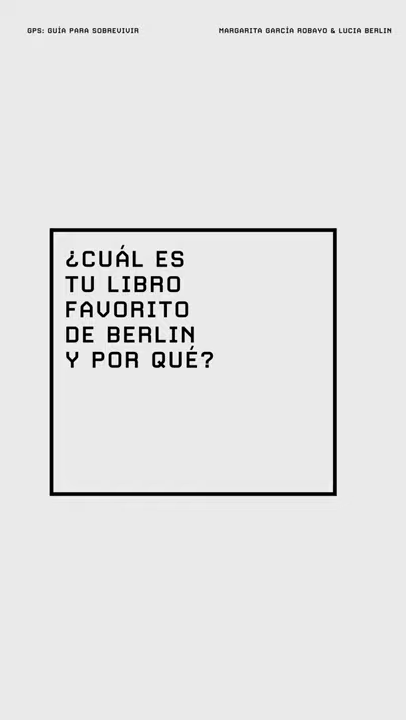 GPS: GUÍA PARA SOBREVIVIR
MARGARITA GARCÍA ROBAYO & LUCIA BERLIN
¿CUÁL ES
TU LIBRO
FAVORITO
DE BERLIN
Y POR QUÉ?